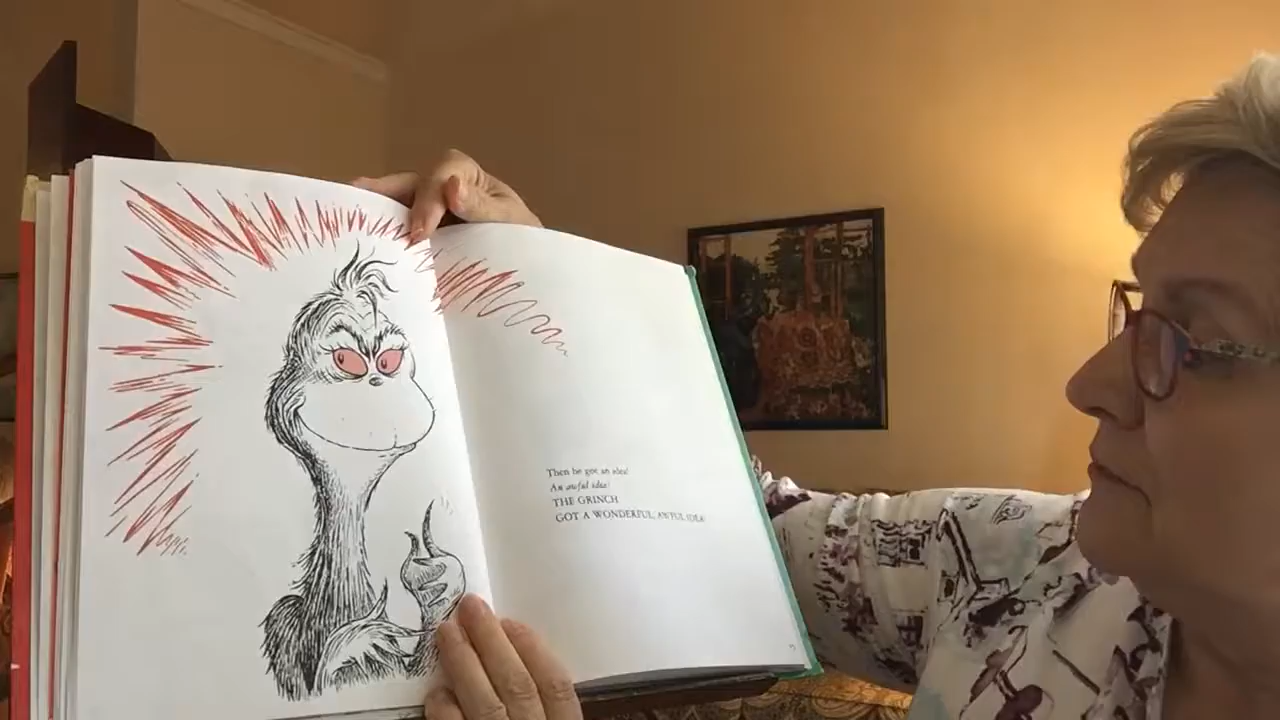 Then he got an idea!
An awful idea!
THE GRINCH
GOT A WONDERFUL, AWFUL IDEA!